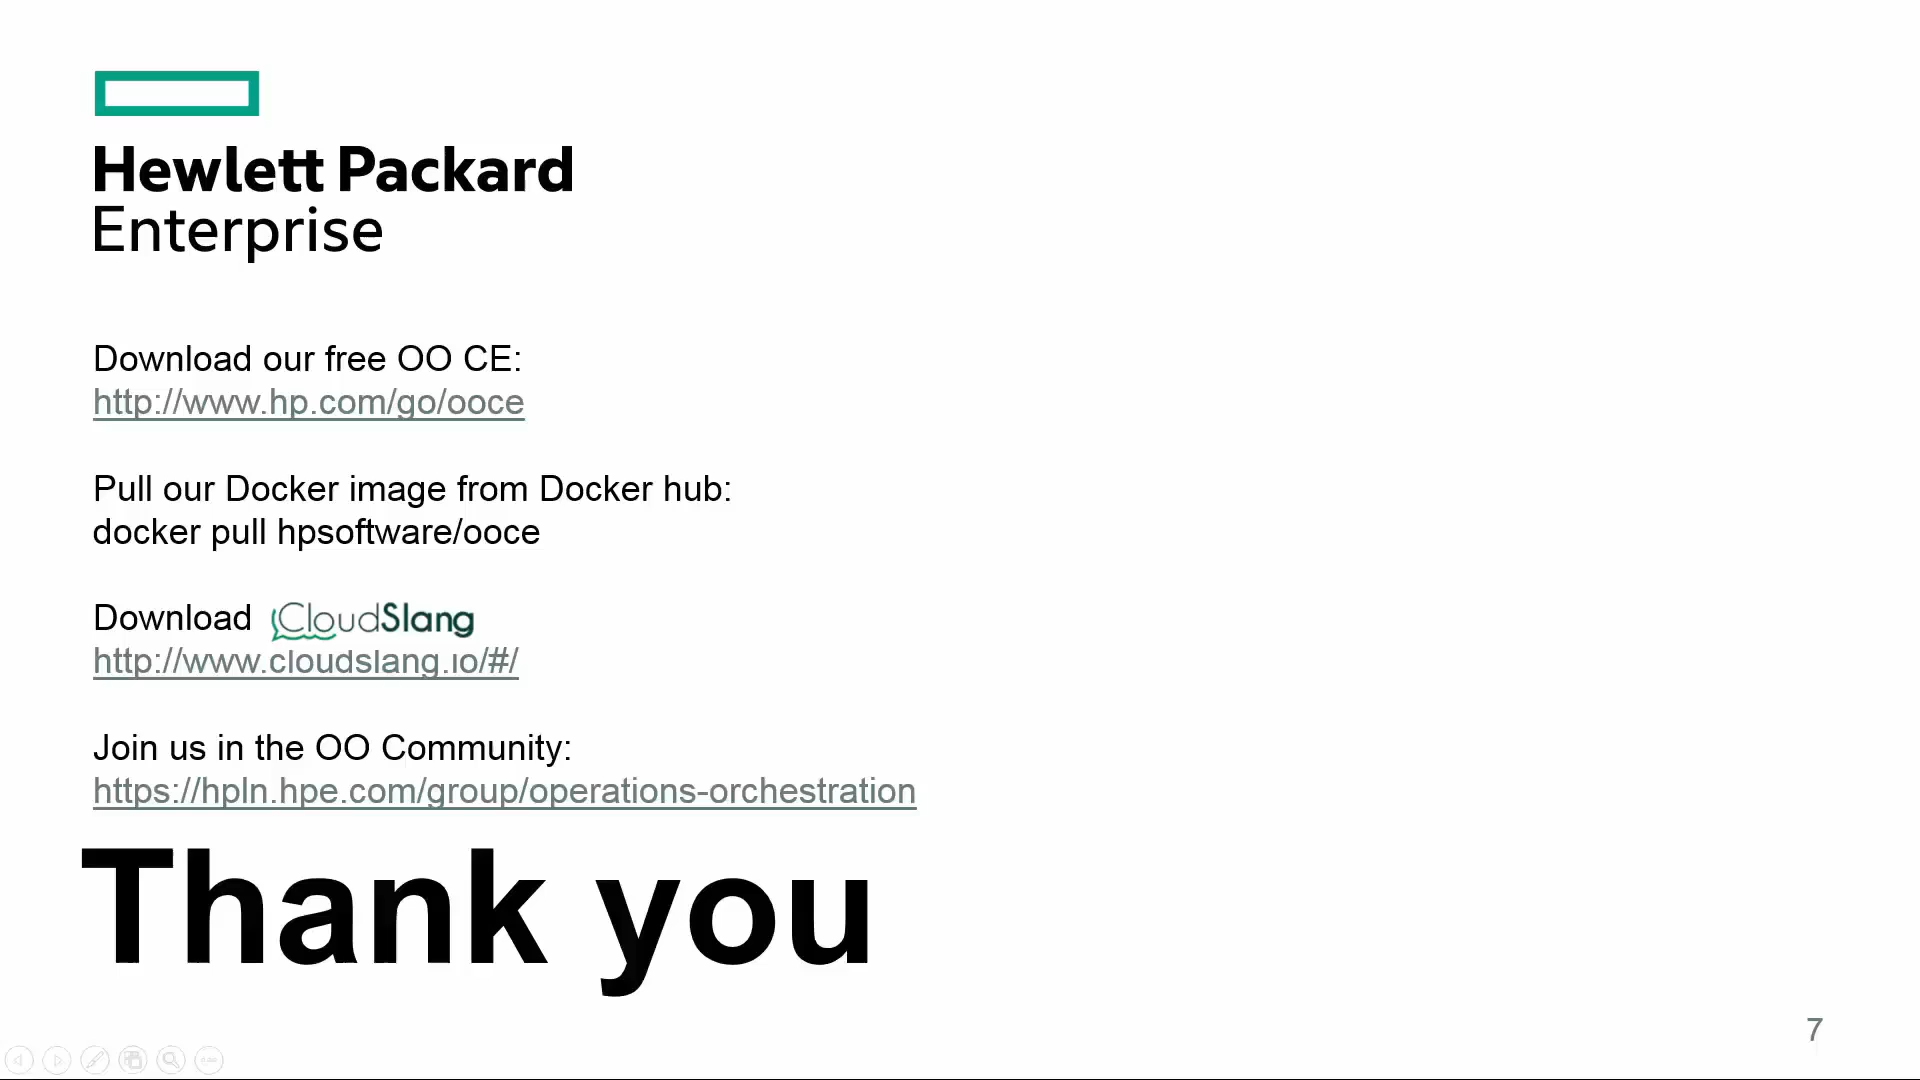 Hewlett Packard
Enterprise
Download our free OO CE:
http://www.hp.com/go/ooce
Pull our Docker image from Docker hub:
docker pull hpsoftware/ooce
Download CloudSlang
http://www.cloudslang.io/#/
Join us in the OO Community:
https://hpln.hpe.com/group/operations-orchestration
Thank you
7